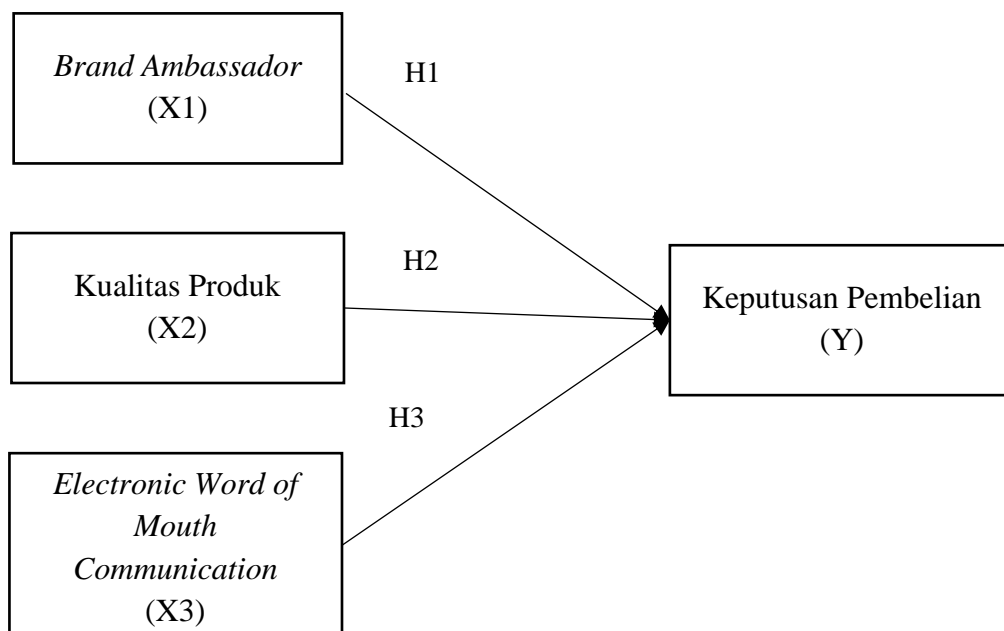 Brand Ambassador
(X1)
H1
Kualitas Produk
(X2)
H2
Electronic Word of
Mouth
Communication
(X3)
H3
Keputusan Pembelian
(Y)